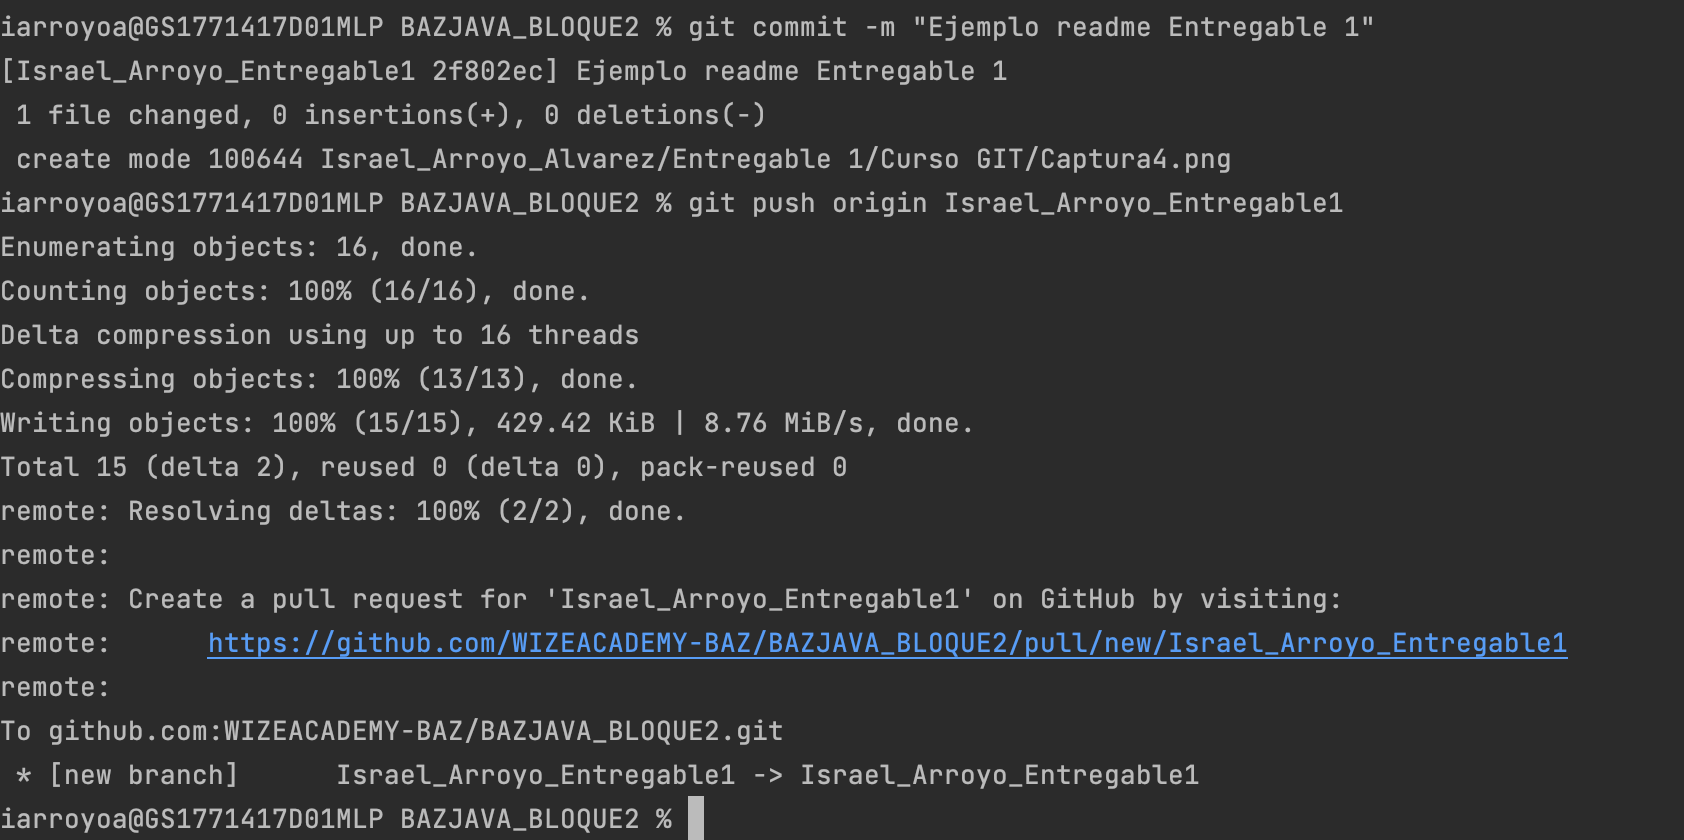 iarroyoa@GS1771417D01MLP BAZJAVA_BLOQUE2 % git commit -m "Ejemplo readme Entregable 1"
[Israel_Arroyo_Entregable1 2f802ec] Ejemplo readme Entregable 1
 1 file changed, 0 insertions(+), 0 deletions(-)
 create mode 100644 Israel_Arroyo_Alvarez/Entregable 1/Curso GIT/Captura4.png
iarroyoa@GS1771417D01MLP BAZJAVA_BLOQUE2 % git push origin Israel_Arroyo_Entregable1
Enumerating objects: 16, done.
Counting objects: 100% (16/16), done.
Delta compression using up to 16 threads
Compressing objects: 100% (13/13), done.
Writing objects: 100% (15/15), 429.42 KiB | 8.76 MiB/s, done.
Total 15 (delta 2), reused 0 (delta 0), pack-reused 0
remote: Resolving deltas: 100% (2/2), done.
remote:
remote: Create a pull request for 'Israel_Arroyo_Entregable1' on GitHub by visiting:
remote:      https://github.com/WIZEACADEMY-BAZ/BAZJAVA_BLOQUE2/pull/new/Israel_Arroyo_Entregable1
remote:
To github.com:WIZEACADEMY-BAZ/BAZJAVA_BLOQUE2.git
 * [new branch]      Israel_Arroyo_Entregable1 -> Israel_Arroyo_Entregable1
iarroyoa@GS1771417D01MLP BAZJAVA_BLOQUE2 %